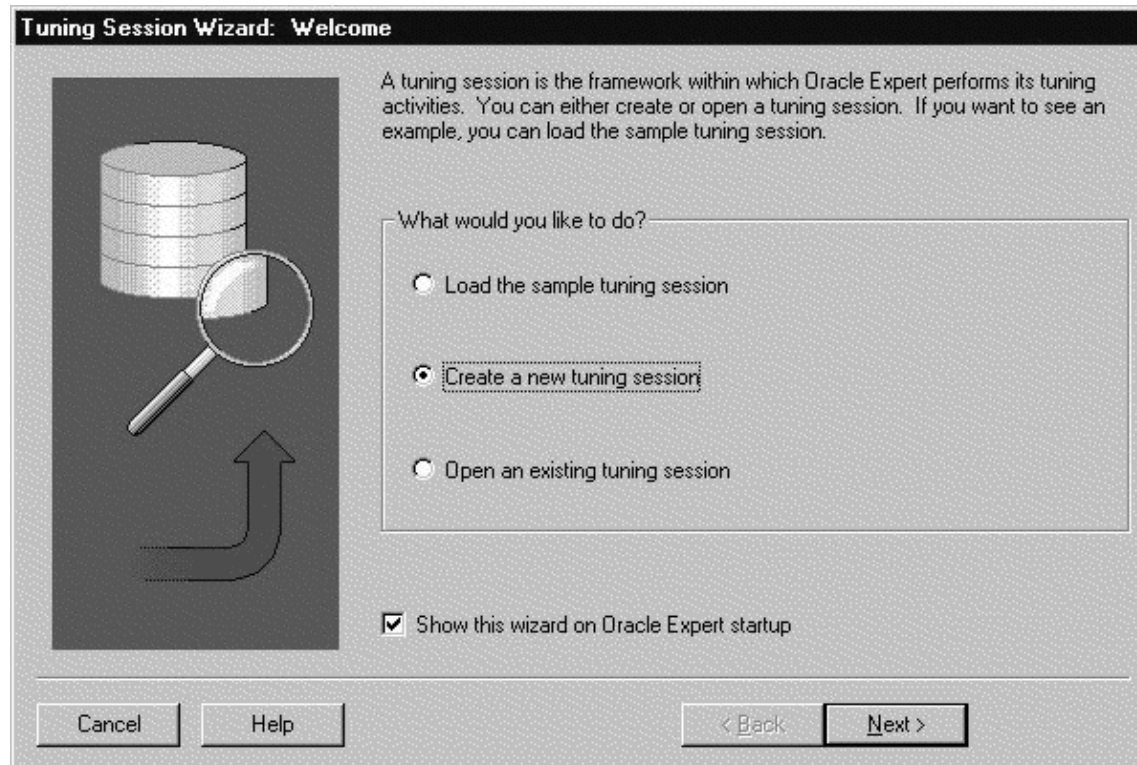 Tuning Session Wizard:  Welcome
A tuning session is the framework within which Oracle Expert performs its tuning
activities.  You can either create or open a tuning session.  If you want to see an
example, you can load the sample tuning session.
What would you like to do?
Load the sample tuning session
Create a new tuning session
Open an existing tuning session
Show this wizard on Oracle Expert startup
Cancel
Help
< Back
Next >